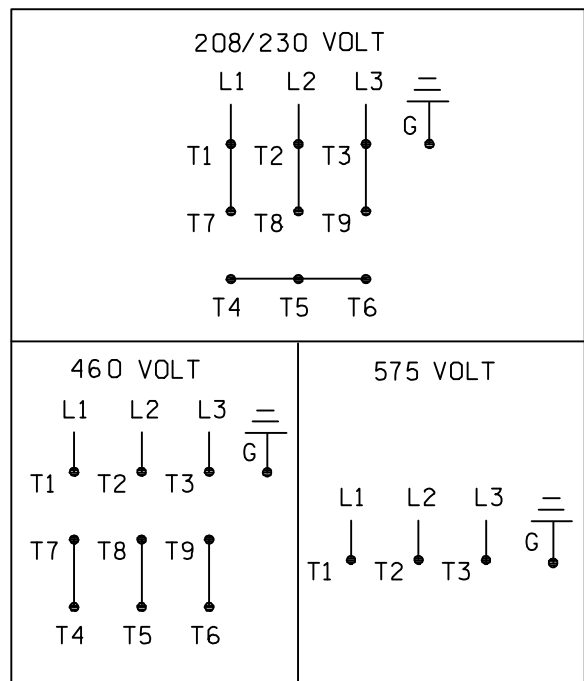 208/230 VOLT
L1 L2 L3
G
T1 T2 T3
T7 T8 T9
T4 T5 T6
460 VOLT
L1 L2 L3
G
T1 T2 T3
T7 T8 T9
T4 T5 T6
575 VOLT
L1 L2 L3
G
T1 T2 T3